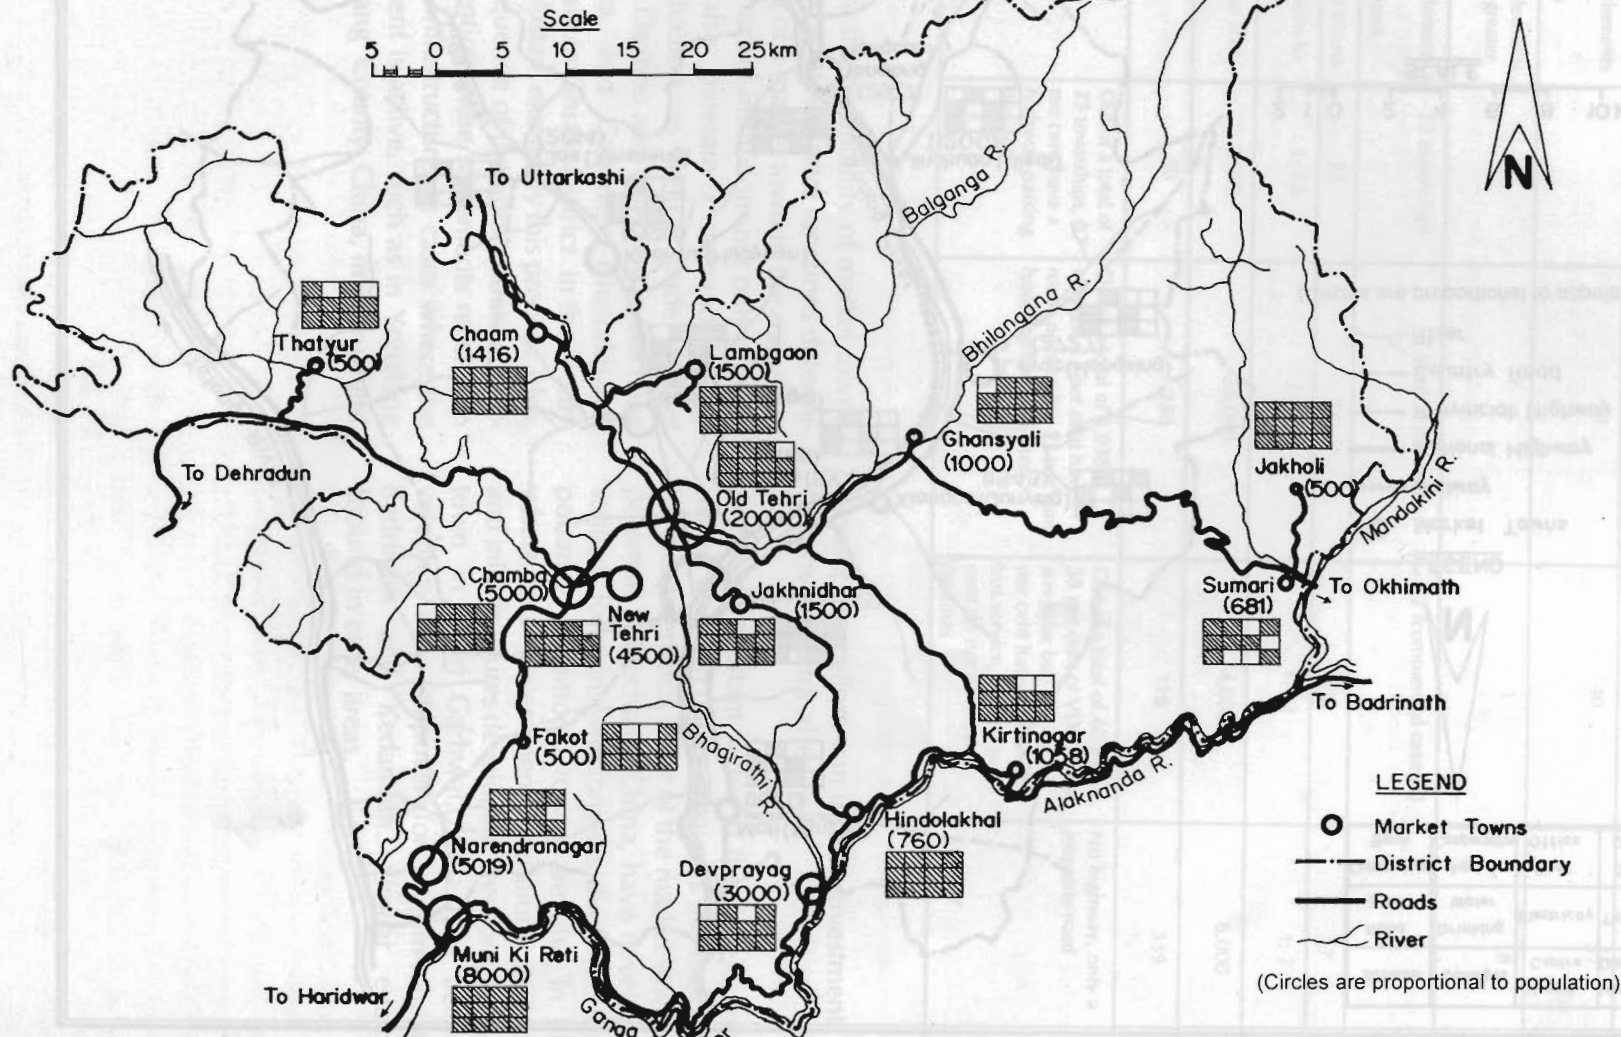 Scale
5 0 5 10 15 20 25 km
N
To Uttarkashi
Balganga R.
Bhilangana R.
Thatyur
(500)
Chaam
(1416)
Lambgaon
(1500)
To Dehradun
Old Tehri
(20000)
Ghansyali
(1000)
Jakholi
(500)
Mandakini R.
Chamba
(5000)
New
Tehri
(4500)
Jakhnidhar
(1500)
Sumari
(681)
To Okhimath
To Badrinath
Fakot
(500)
Bhagirathi R.
Kirtinagar
(1058)
Alaknanda R.
Narendranagar
(5019)
Hindolakhal
(760)
Devprayag
(3000)
Muni Ki Reti
(8000)
To Haridwar
Ganga
LEGEND
Market Towns
District Boundary
Roads
River
(Circles are proportional to population)